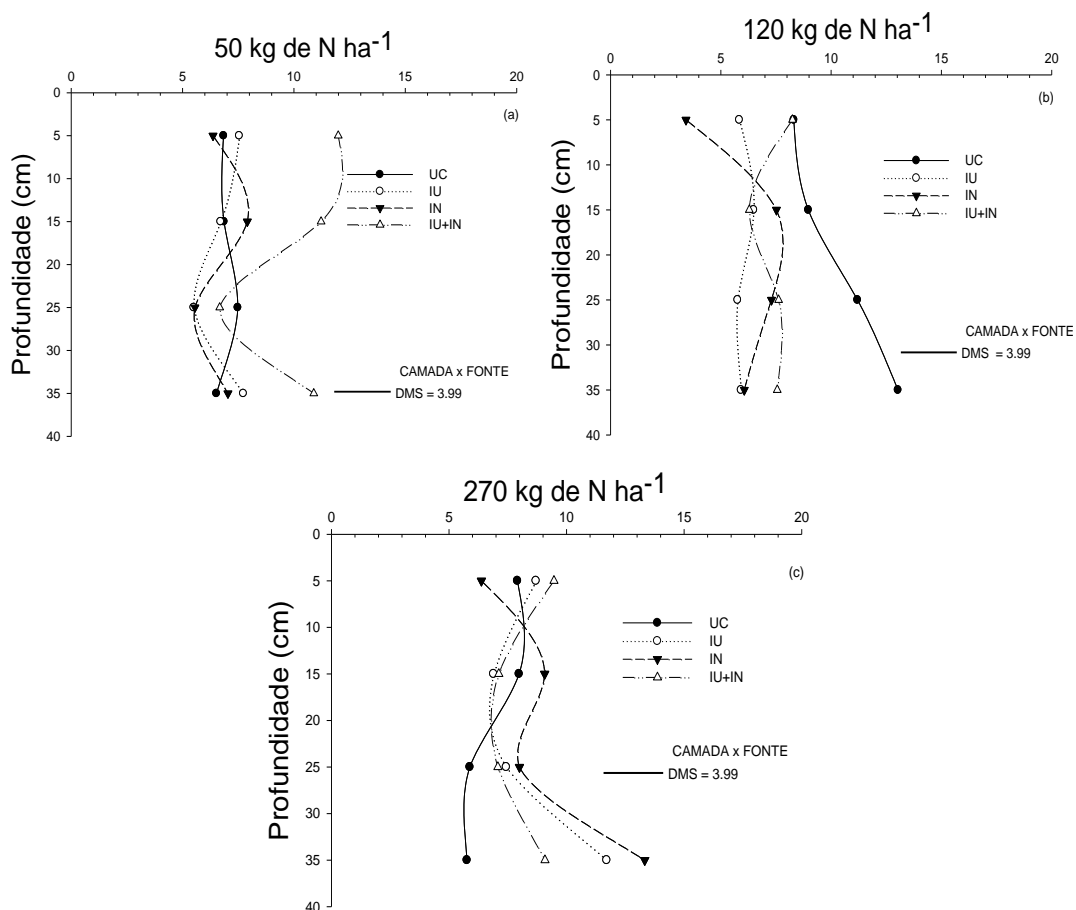 50 kg de N ha-1
0 5 10 15 20
0
5
10
15
20
25
30
35
40
Profundidade (cm)
(a)
UC
IU
IN
IU+IN
CAMADA x FONTE
DMS = 3.99
120 kg de N ha-1
0 5 10 15 20
0
5
10
15
20
25
30
35
40
Profundidade (cm)
(b)
UC
IU
IN
IU+IN
CAMADA x FONTE
DMS = 3.99
270 kg de N ha-1
0 5 10 15 20
0
5
10
15
20
25
30
35
40
Profundidade (cm)
(c)
UC
IU
IN
IU+IN
CAMADA x FONTE
DMS = 3.99